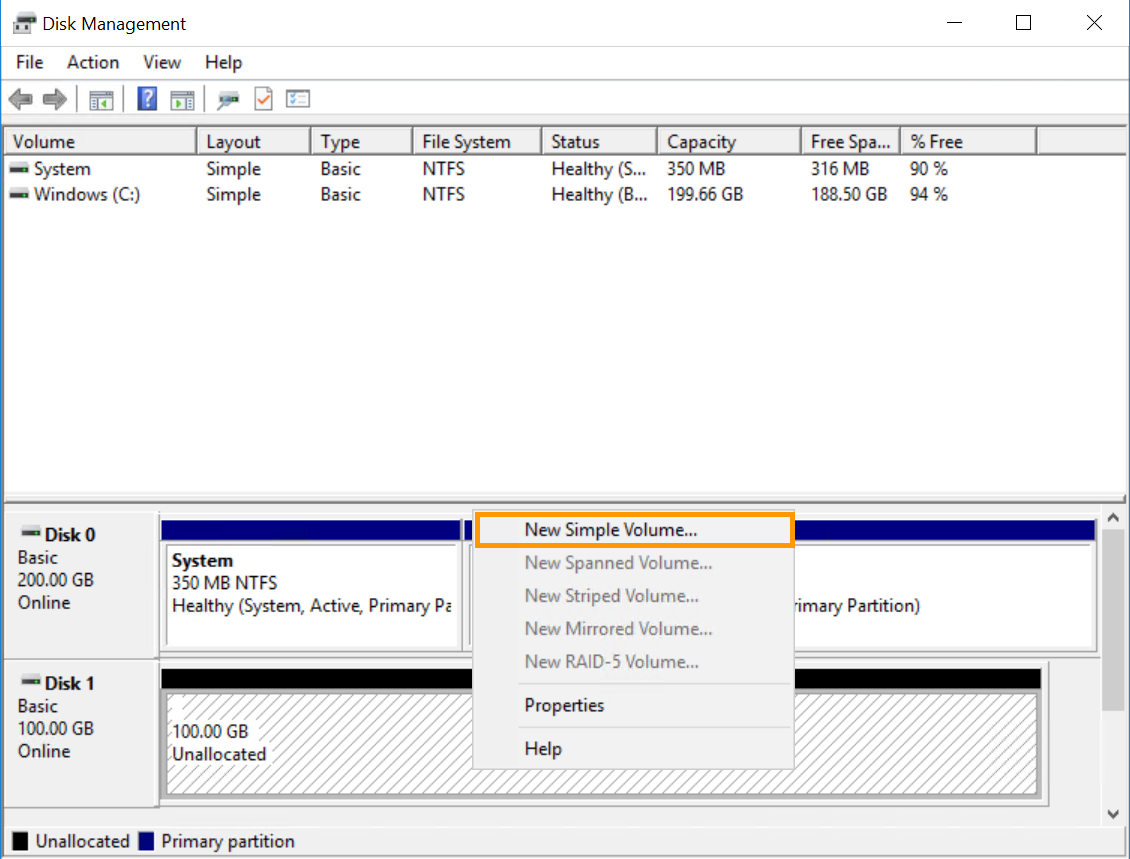 Disk Management
File Action View Help
Volume Layout Type File System Status Capacity Free Spa... % Free
System Simple Basic NTFS Healthy (S... 350 MB 316 MB 90 %
Windows (C:) Simple Basic NTFS Healthy (B... 199.66 GB 188.50 GB 94 %
Disk 0
Basic
200.00 GB
Online
System
350 MB NTFS
Healthy (System, Active, Primary Pa
rimary Partition)
New Simple Volume...
New Spanned Volume...
New Striped Volume...
New Mirrored Volume...
New RAID-5 Volume...
Properties
Help
Disk 1
Basic
100.00 GB
Online
100.00 GB
Unallocated
Unallocated Primary partition